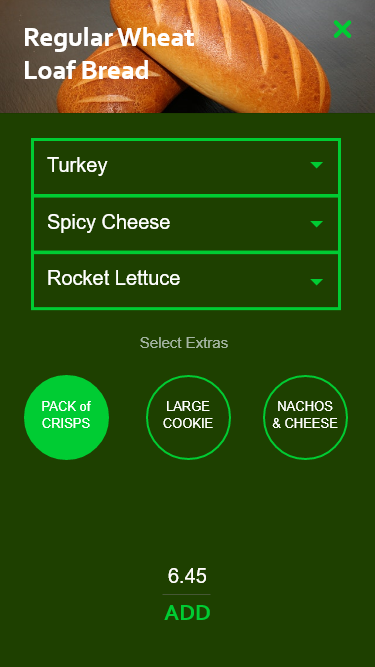 Regular Wheat
Loaf Bread
Turkey
Spicy Cheese
Rocket Lettuce
Select Extras
PACK of
CRISPS
LARGE
COOKIE
NACHOS
& CHEESE
6.45
ADD